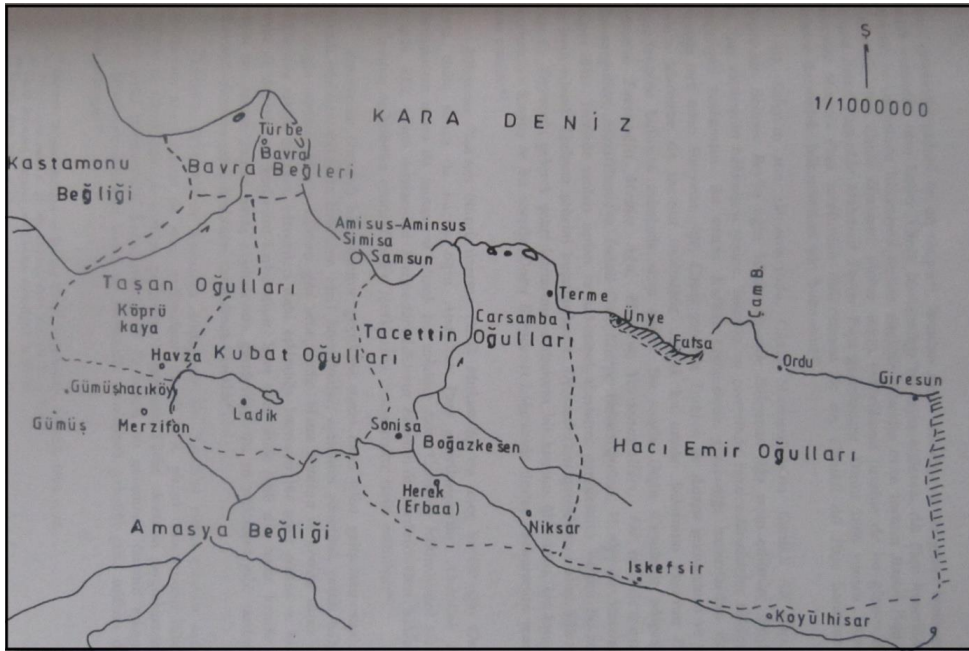 Ş
1/1000000
KARA DENİZ
Türbe
Bavra
Bavra Beğleri
Kastamonu
Beğliği
Amisus-Aminsus
Simisa
Samsun
Taşan Oğulları
Köprü
kaya
Terme
Çarsamba
Tacettin Oğulları
Ünye
Fatsa
Çam B.
Ordu
Giresun
Havza
Kubat Oğulları
Gümüşhacıköy
Gümüş
Merzifon
Ladik
Sonisa
Boğazkesen
Hacı Emir Oğulları
Herek
(Erbaa)
Niksar
Amasya Beğliği
Iskefsir
Koyülhisar